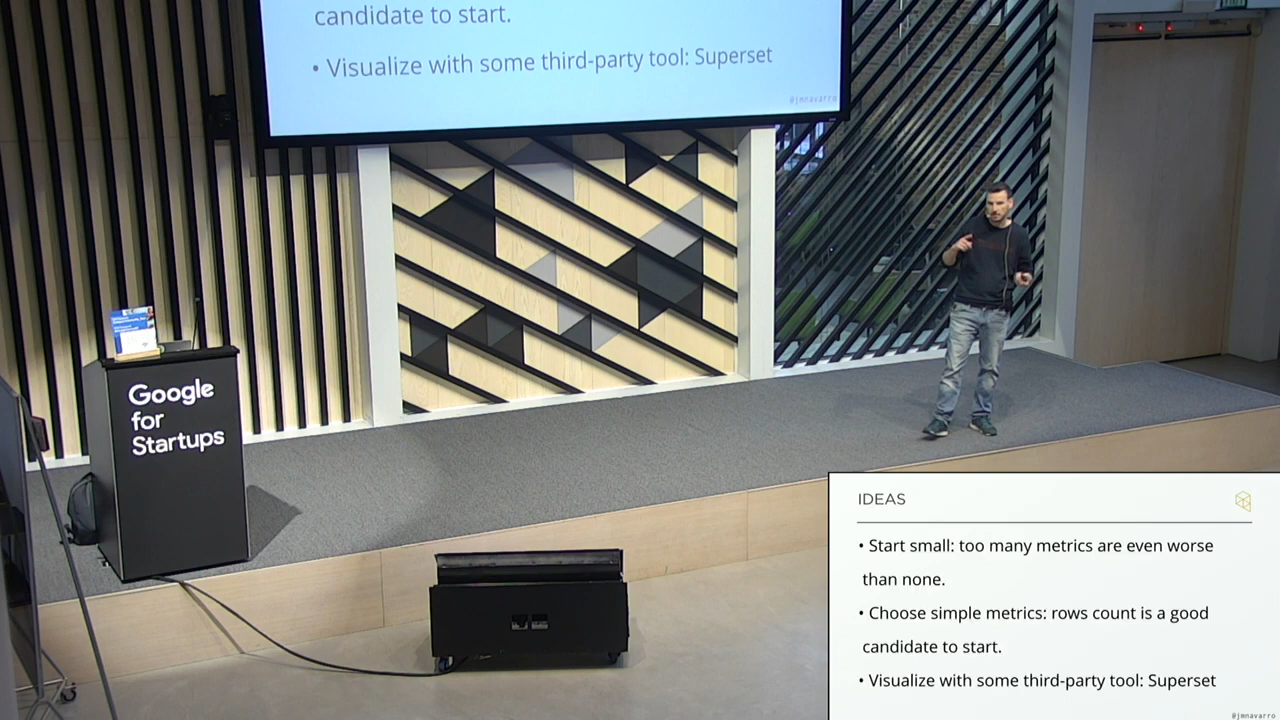 candidate to start.
• Visualize with some third-party tool: Superset
@jmnavarro
Google
for
Startups
IDEAS
• Start small: too many metrics are even worse
than none.
• Choose simple metrics: rows count is a good
candidate to start.
• Visualize with some third-party tool: Superset
@jmnavarro